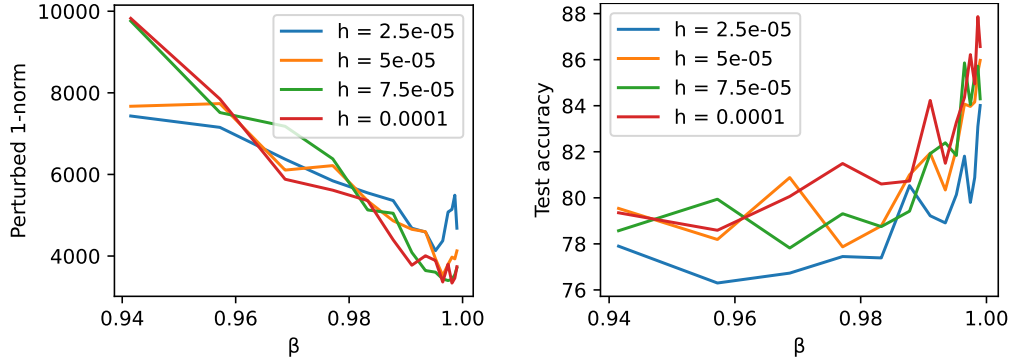 Perturbed 1-norm
10000
8000
6000
4000
0.94 0.96 0.98 1.00
β
h = 2.5e-05
h = 5e-05
h = 7.5e-05
h = 0.0001
Test accuracy
88
86
84
82
80
78
76
0.94 0.96 0.98 1.00
β
h = 2.5e-05
h = 5e-05
h = 7.5e-05
h = 0.0001